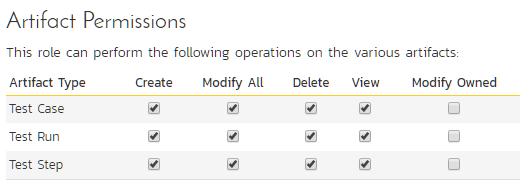 Artifact Permissions
This role can perform the following operations on the various artifacts:
Artifact Type Create Modify All Delete View Modify Owned
Test Case
Test Run
Test Step